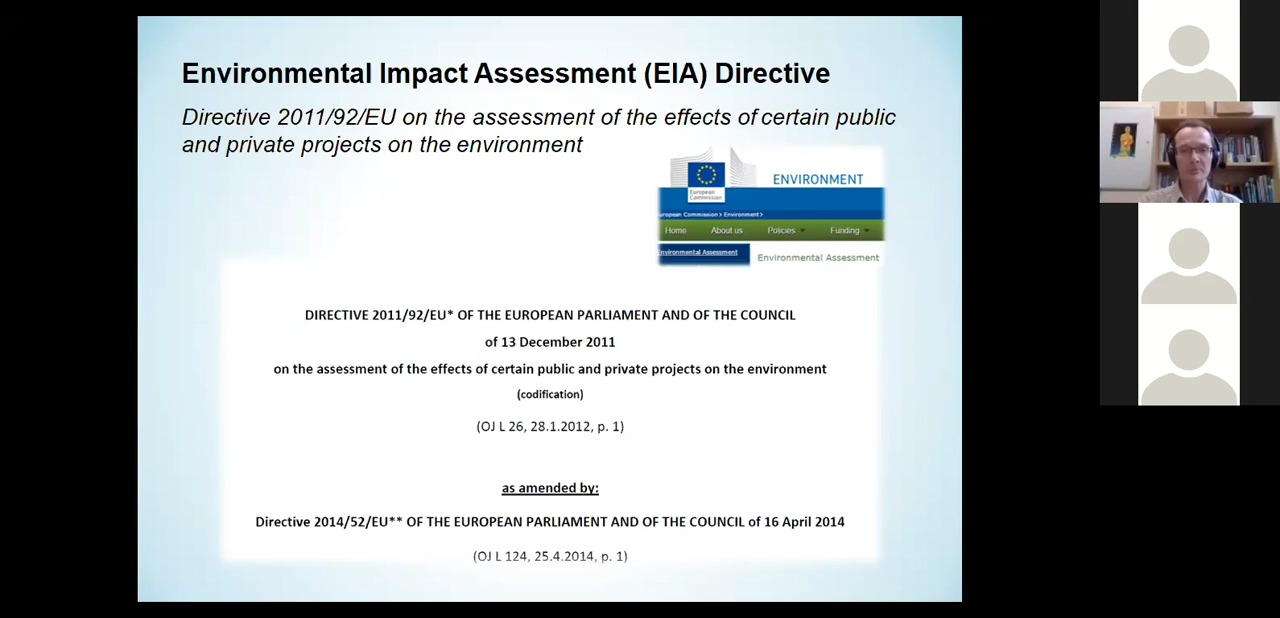 Environmental Impact Assessment (EIA) Directive
Directive 2011/92/EU on the assessment of the effects of certain public
and private projects on the environment
European
Commission
ENVIRONMENT
uropean Commission > Environment>
Home About us Policies Funding
Environmental Assessment
Environmental Assessment
DIRECTIVE 2011/92/EU* OF THE EUROPEAN PARLIAMENT AND OF THE COUNCIL
of 13 December 2011
on the assessment of the effects of certain public and private projects on the environment
(codification)
(OJ L 26, 28.1.2012, p. 1)
as amended by:
Directive 2014/52/EU** OF THE EUROPEAN PARLIAMENT AND OF THE COUNCIL of 16 April 2014
(OJ L 124, 25.4.2014, p. 1)